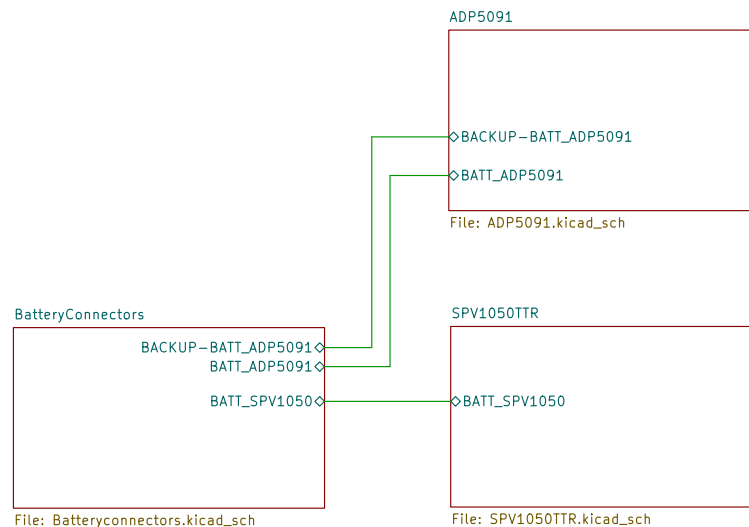 ADP5091
BACKUP-BATT_ADP5091
BATT_ADP5091
File: ADP5091.kicad_sch
BatteryConnectors
BACKUP-BATT_ADP5091
BATT_ADP5091
BATT_SPV1050
File: Batteryconnectors.kicad_sch
SPV1050TTR
BATT_SPV1050
File: SPV1050TTR.kicad_sch